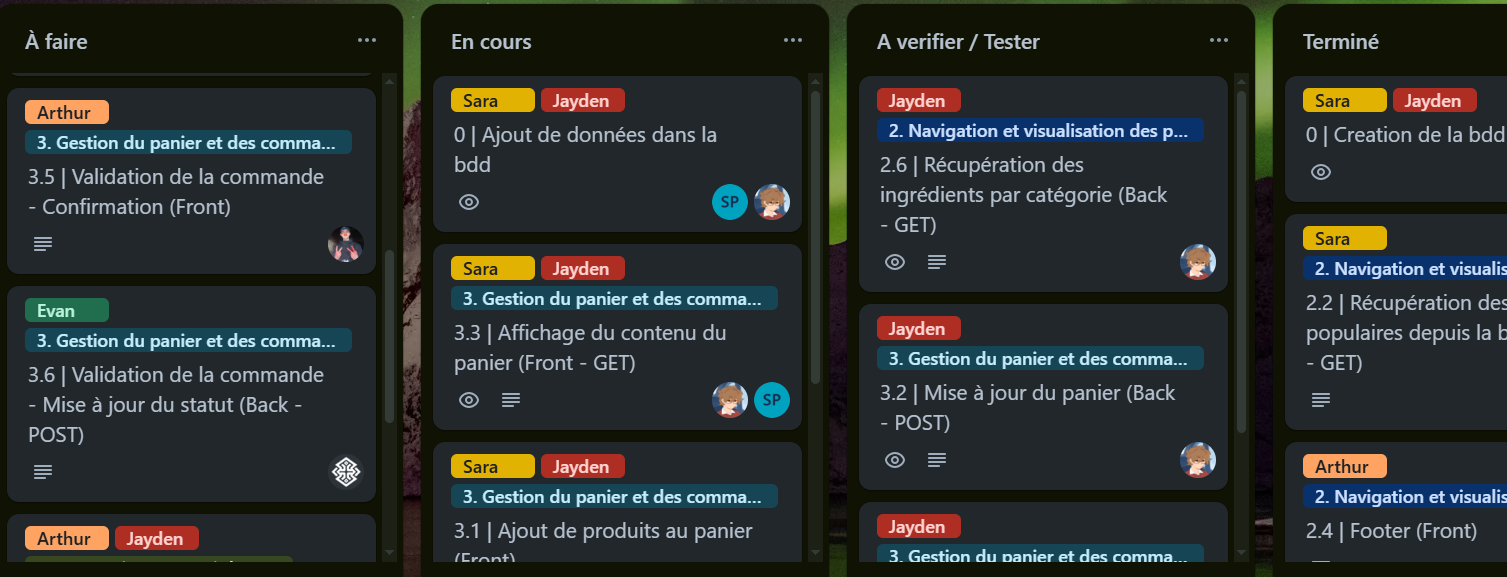 À faire
Arthur
3. Gestion du panier et des comma...
3.5 | Validation de la commande
- Confirmation (Front)
Evan
3. Gestion du panier et des comma...
3.6 | Validation de la commande
- Mise à jour du statut (Back -
POST)
Arthur Jayden
En cours
Sara Jayden
0 | Ajout de données dans la
bdd
SP
Sara Jayden
3. Gestion du panier et des comma...
3.3 | Affichage du contenu du
panier (Front - GET)
SP
Sara Jayden
3. Gestion du panier et des comma...
3.1 | Ajout de produits au panier
(Front)
A verifier / Tester
Jayden
2. Navigation et visualisation des p...
2.6 | Récupération des
ingrédients par catégorie (Back
- GET)
Jayden
3. Gestion du panier et des comma...
3.2 | Mise à jour du panier (Back
- POST)
Jayden
3. Gestion du panier et des comma...
Terminé
Sara Jayden
0 | Creation de la bdd
Sara
2. Navigation et visualis
2.2 | Récupération des
populaires depuis la b
- GET)
Arthur
2. Navigation et visualis
2.4 | Footer (Front)